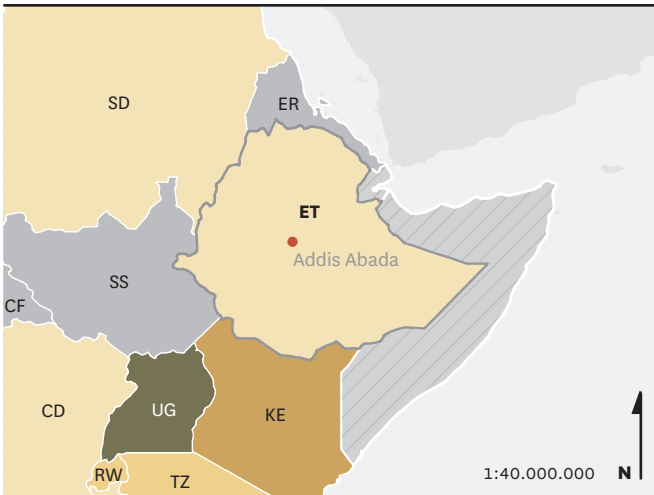 SD
ER
ET
Addis Abada
SS
CF
CD
UG
KE
RW
TZ
1:40.000.000 N